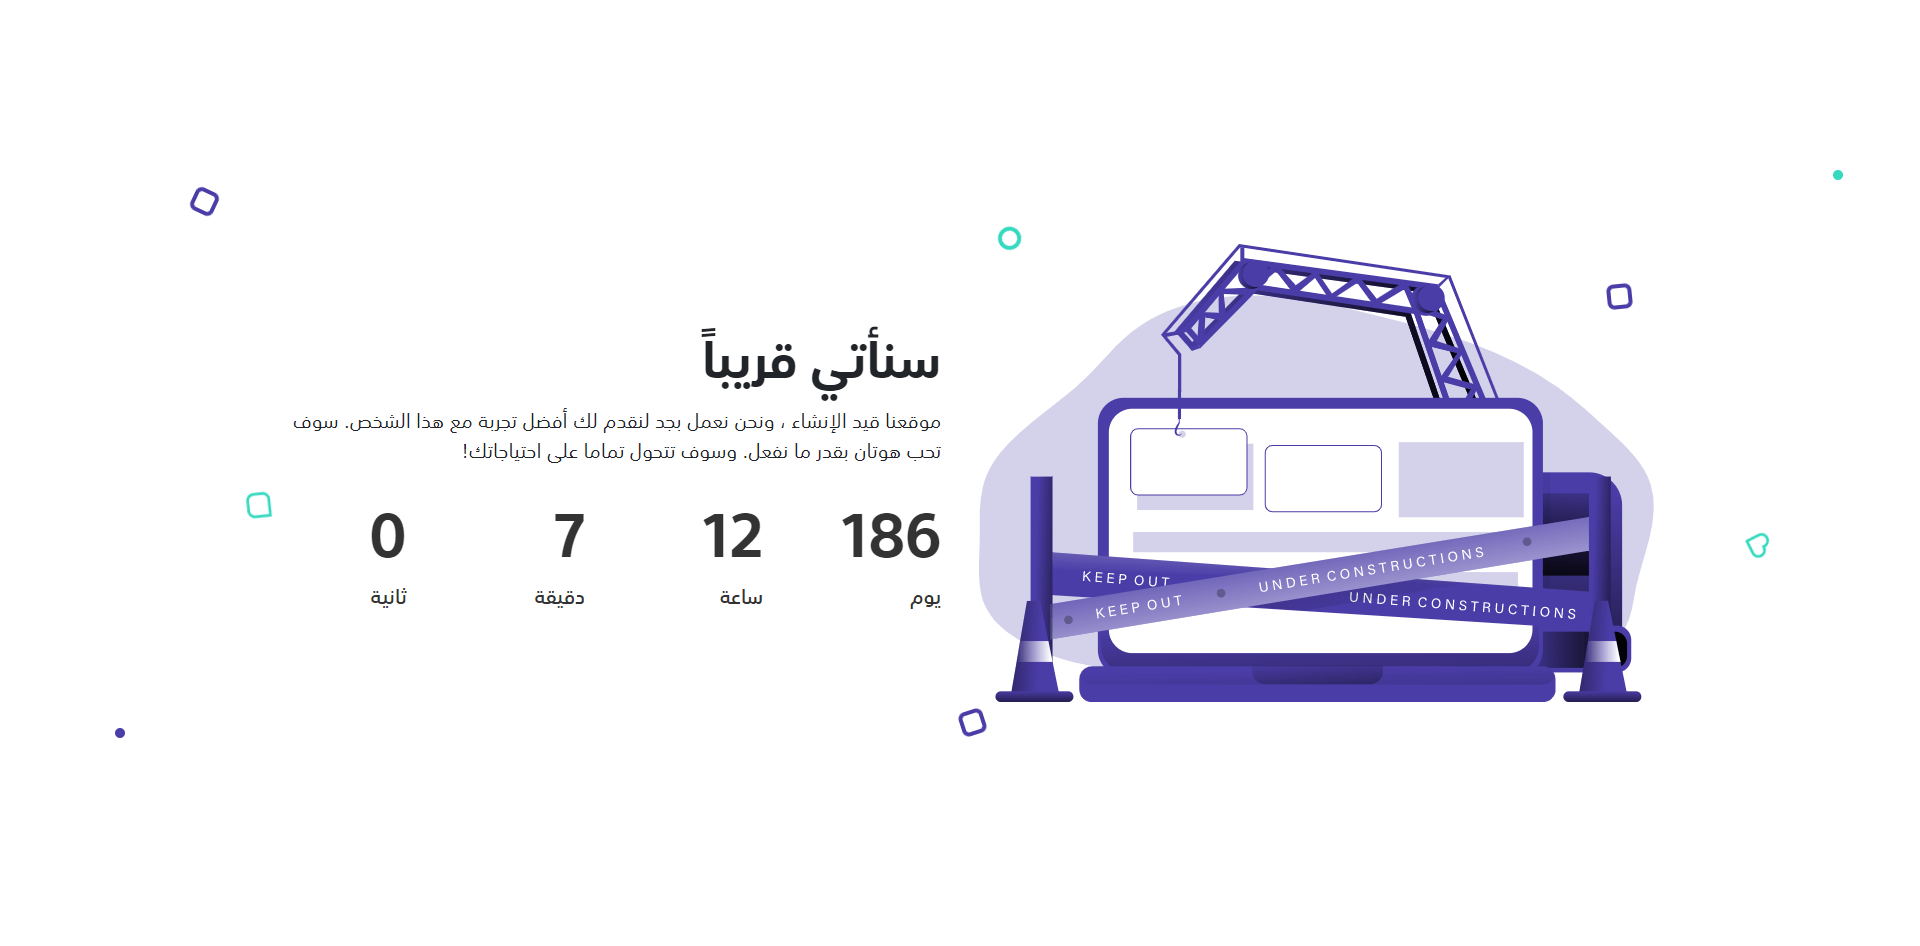 سنأتي قريباً
موقعنا قيد الإنشاء ، ونحن نعمل بجد لنقدم لك أفضل تجربة مع هذا الشخص. سوف
تحب هوتان بقدر ما نفعل. وسوف تتحول تماما على احتياجاتك!
186 12 7 0
يوم ساعة دقيقة ثانية
KEEP OUT UNDER CONSTRUCTIONS
KEEP OUT UNDER CONSTRUCTIONS